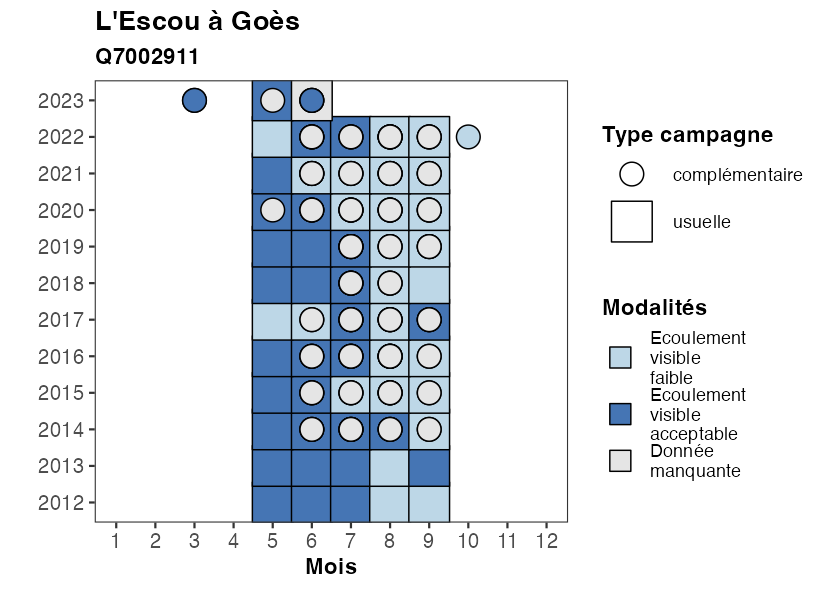 L'Escou à Goès
Q7002911
2023
2022
2021
2020
2019
2018
2017
2016
2015
2014
2013
2012
1 2 3 4 5 6 7 8 9 10 11 12
Mois
Type campagne
complémentaire
usuelle
Modalités
Ecoulement
visible
faible
Ecoulement
visible
acceptable
Donnée
manquante